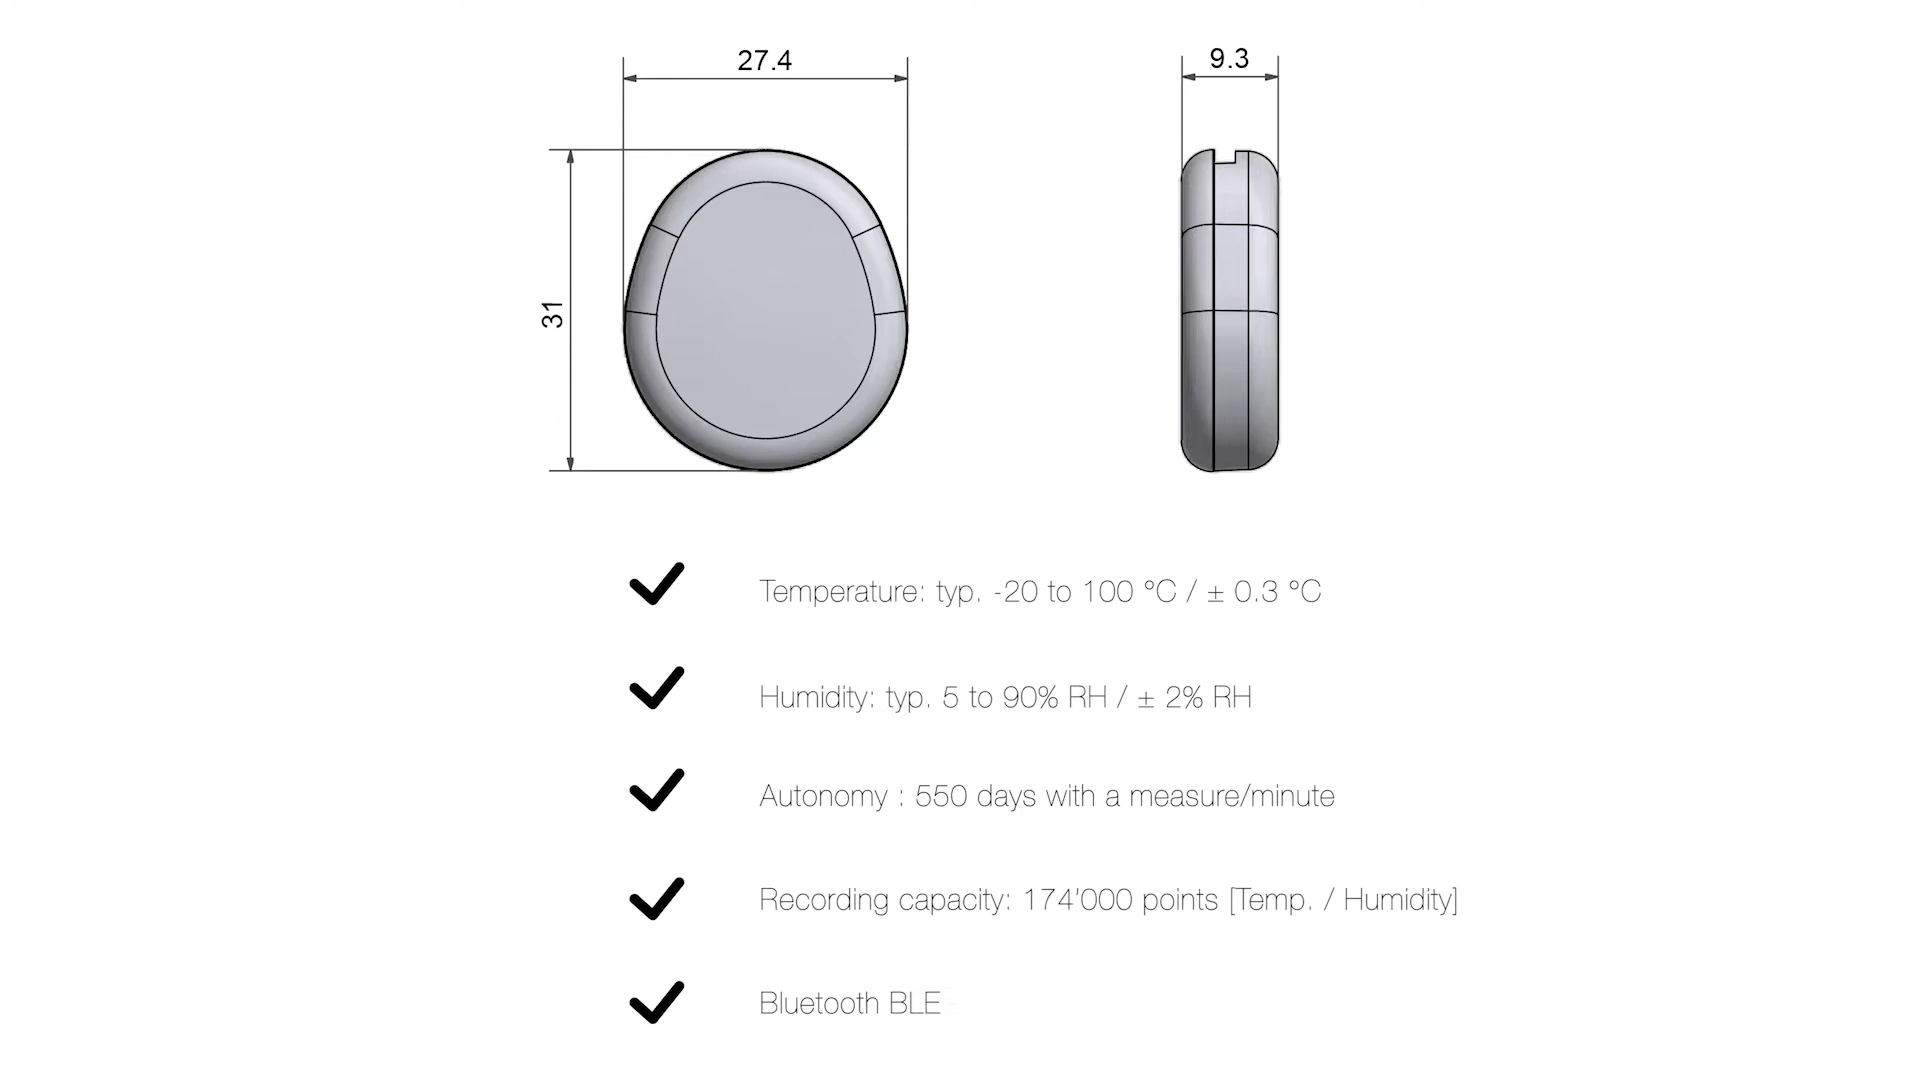 27.4
9.3
31
Temperature: typ. -20 to 100 °C / ± 0.3 °C
Humidity: typ. 5 to 90% RH / ± 2% RH
Autonomy : 550 days with a measure/minute
Recording capacity: 174'000 points [Temp. / Humidity]
Bluetooth BLE